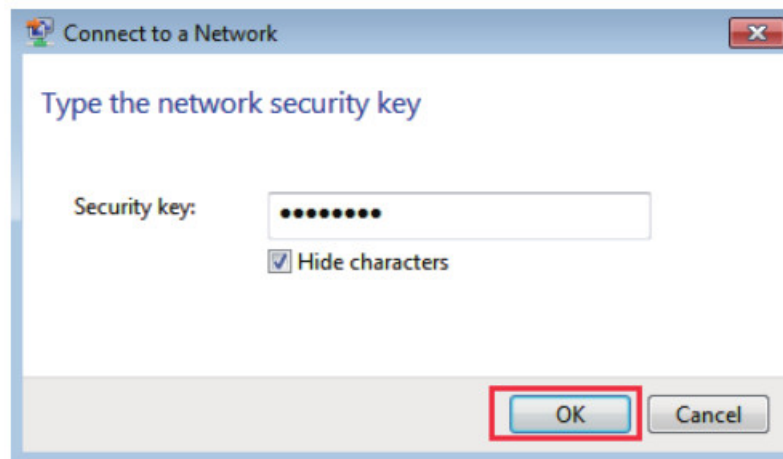 Connect to a Network
Type the network security key
Security key: ••••••••
Hide characters
OK Cancel